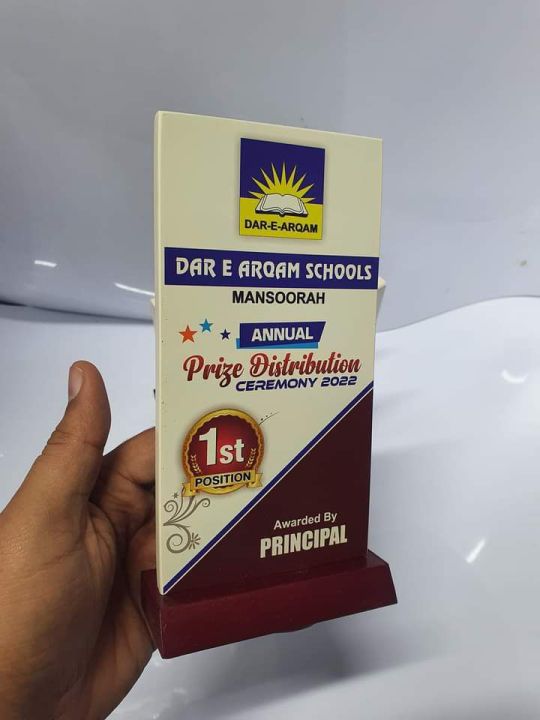 DAR-E-ARQAM
DAR E ARQAM SCHOOLS
MANSOORAH
ANNUAL
Prize Distribution
CEREMONY 2022
1st
POSITION
Awarded By
PRINCIPAL